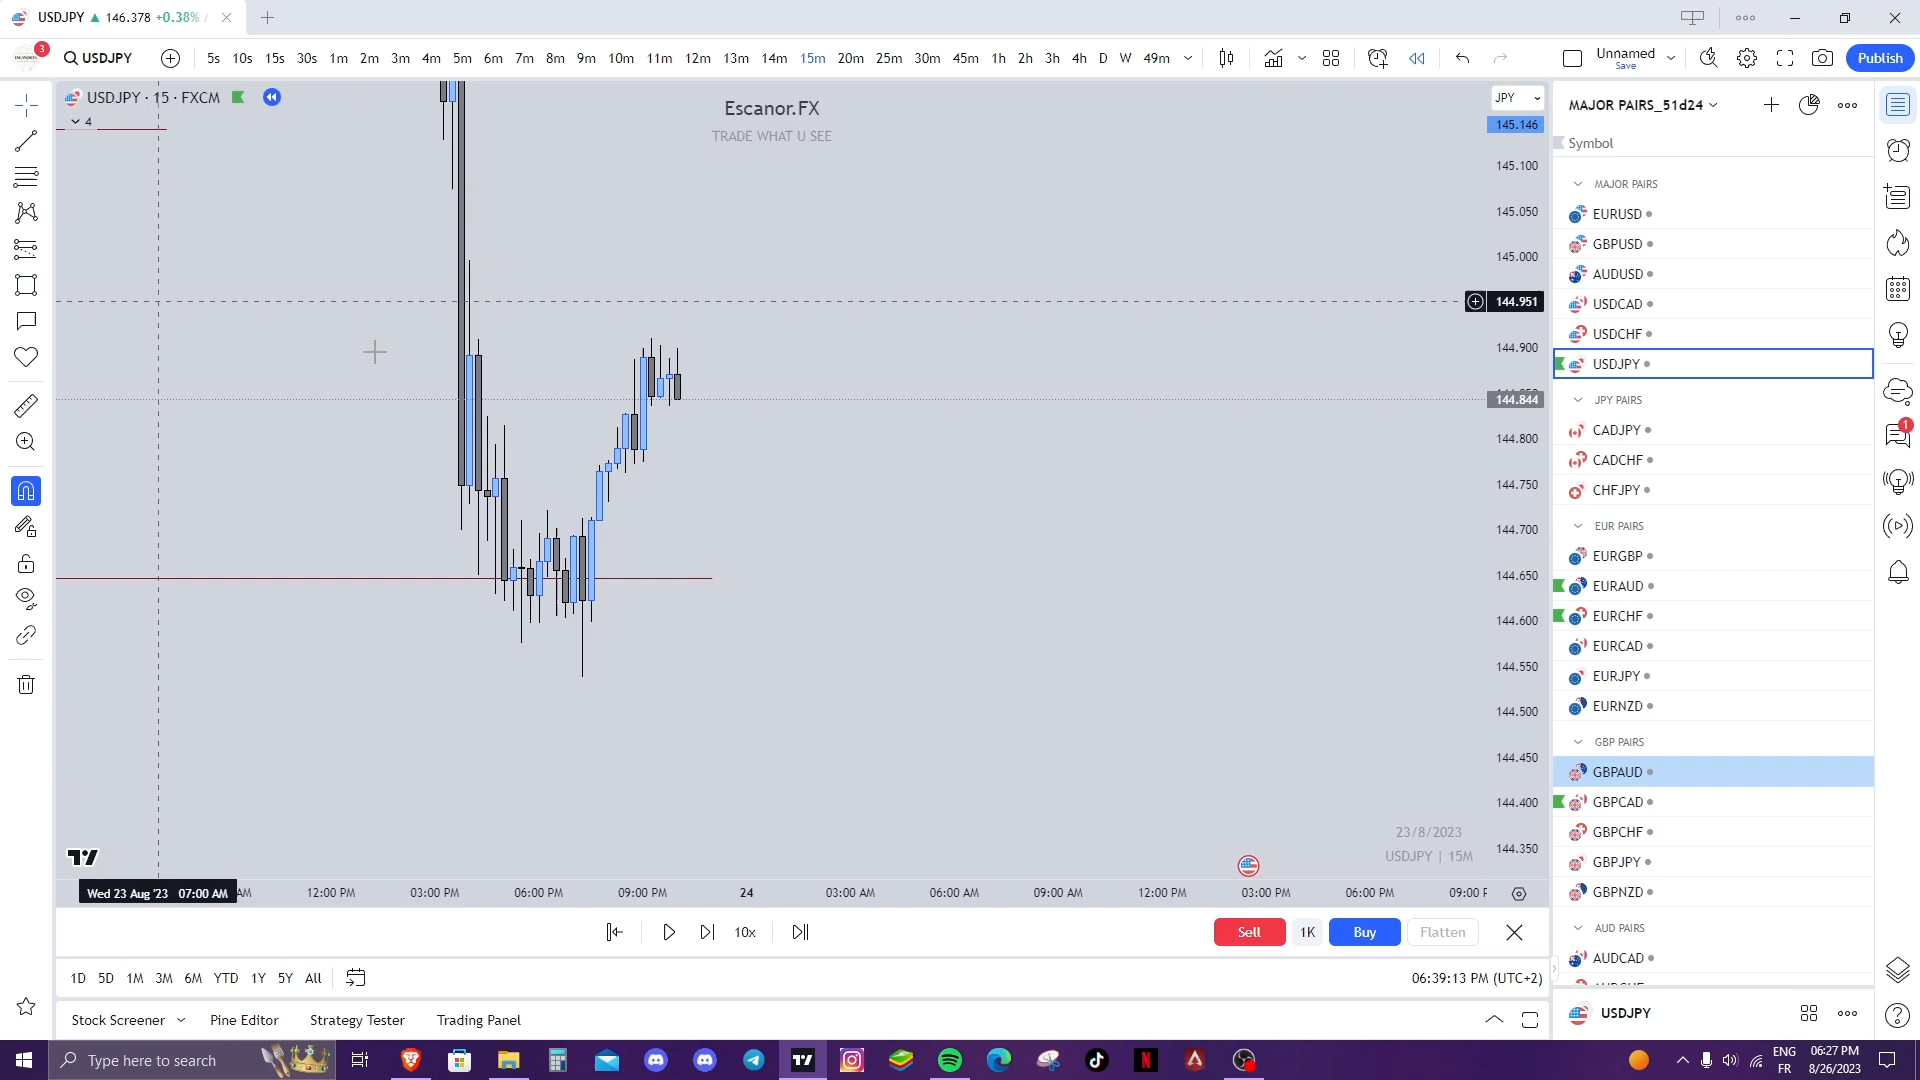 USDJPY ▲ 146.378 +0.38% /
3
USDJPY
5s 10s 15s 30s 1m 2m 3m 4m 5m 6m 7m 8m 9m 10m 11m 12m 13m 14m 15m 20m 25m 30m 45m 1h 2h 3h 4h D W 49m
Unnamed
Save
Publish
USDJPY · 15 · FXCM
4
Escanor.FX
TRADE WHAT U SEE
JPY
145.146
145.100
145.050
145.000
144.951
144.900
144.844
144.800
144.750
144.700
144.650
144.600
144.550
144.500
144.450
144.400
144.350
23/8/2023
USDJPY | 15M
Wed 23 Aug '23 07:00 AM
AM 12:00 PM 03:00 PM 06:00 PM 09:00 PM 24 03:00 AM 06:00 AM 09:00 AM 12:00 PM 03:00 PM 06:00 PM 09:00 P
10x
Sell 1K Buy Flatten
1D 5D 1M 3M 6M YTD 1Y 5Y All
06:39:13 PM (UTC+2)
Stock Screener Pine Editor Strategy Tester Trading Panel
MAJOR PAIRS_51d24
Symbol
MAJOR PAIRS
EURUSD
GBPUSD
AUDUSD
USDCAD
USDCHF
USDJPY
JPY PAIRS
CADJPY
CADCHF
CHFJPY
EUR PAIRS
EURGBP
EURAUD
EURCHF
EURCAD
EURJPY
EURNZD
GBP PAIRS
GBPAUD
GBPCAD
GBPCHF
GBPJPY
GBPNZD
AUD PAIRS
AUDCAD
USDJPY
1
Type here to search
ENG
FR
06:27 PM
8/26/2023